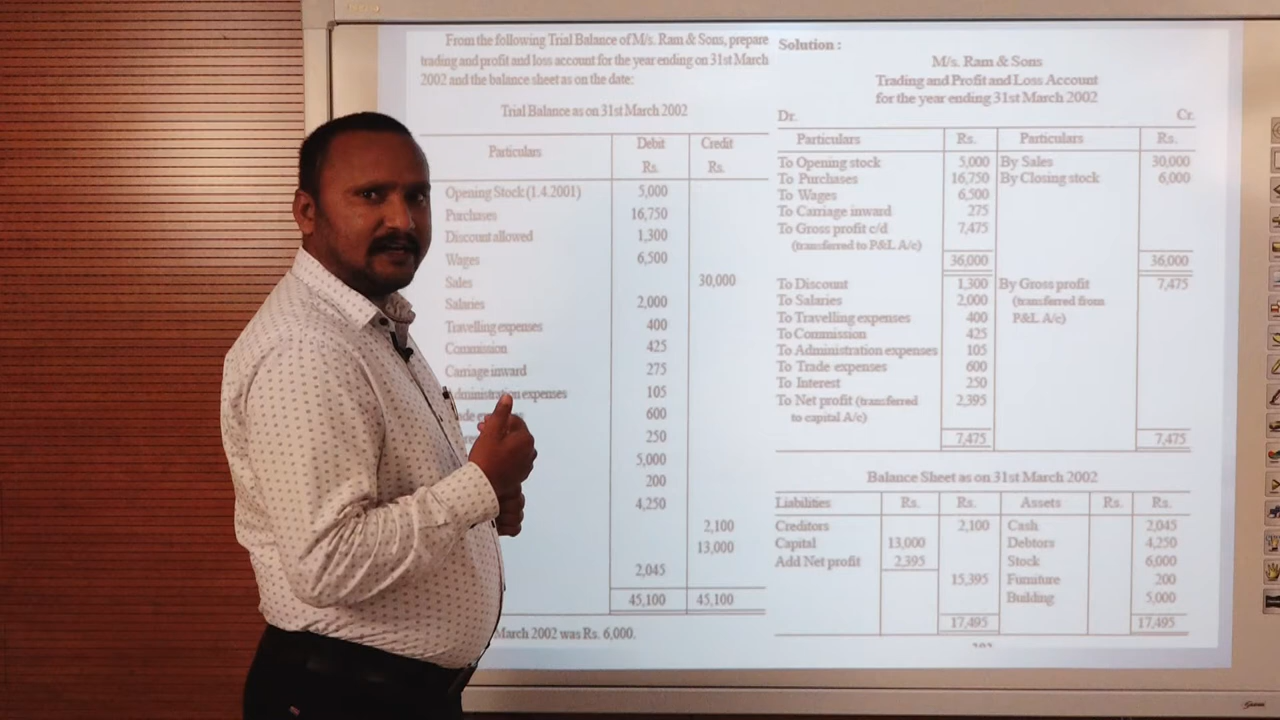 From the following Trial Balance of M/s. Ram & Sons, prepare
trading and profit and loss account for the year ending on 31st March
2002 and the balance sheet as on the date:
Trial Balance as on 31st March 2002
Particulars Debit Rs. Credit Rs.
Opening Stock (1.4.2001) 5,000
Purchases 16,750
Discount allowed 1,300
Wages 6,500
Sales 30,000
Salaries 2,000
Travelling expenses 400
Commission 425
Carriage inward 275
dministration expenses 105
600
250
5,000
200
4,250
2,100
13,000
2,045
45,100 45,100
March 2002 was Rs. 6,000.
Solution :
M/s. Ram & Sons
Trading and Profit and Loss Account
for the year ending 31st March 2002
Dr. Cr.
Particulars Rs. Particulars Rs.
To Opening stock 5,000 By Sales 30,000
To Purchases 16,750 By Closing stock 6,000
To Wages 6,500
To Carriage inward 275
To Gross profit c/d 7,475
(transferred to P&L A/c)
36,000 36,000
To Discount 1,300 By Gross profit 7,475
To Salaries 2,000 (transferred from
To Travelling expenses 400 P&L A/c)
To Commission 425
To Administration expenses 105
To Trade expenses 600
To Interest 250
To Net profit (transferred 2,395
to capital A/c)
7,475 7,475
Balance Sheet as on 31st March 2002
Liabilities Rs. Rs. Assets Rs. Rs.
Creditors 2,100 Cash 2,045
Capital 13,000 Debtors 4,250
Add Net profit 2,395 Stock 6,000
15,395 Furniture 200
Building 5,000
17,495 17,495